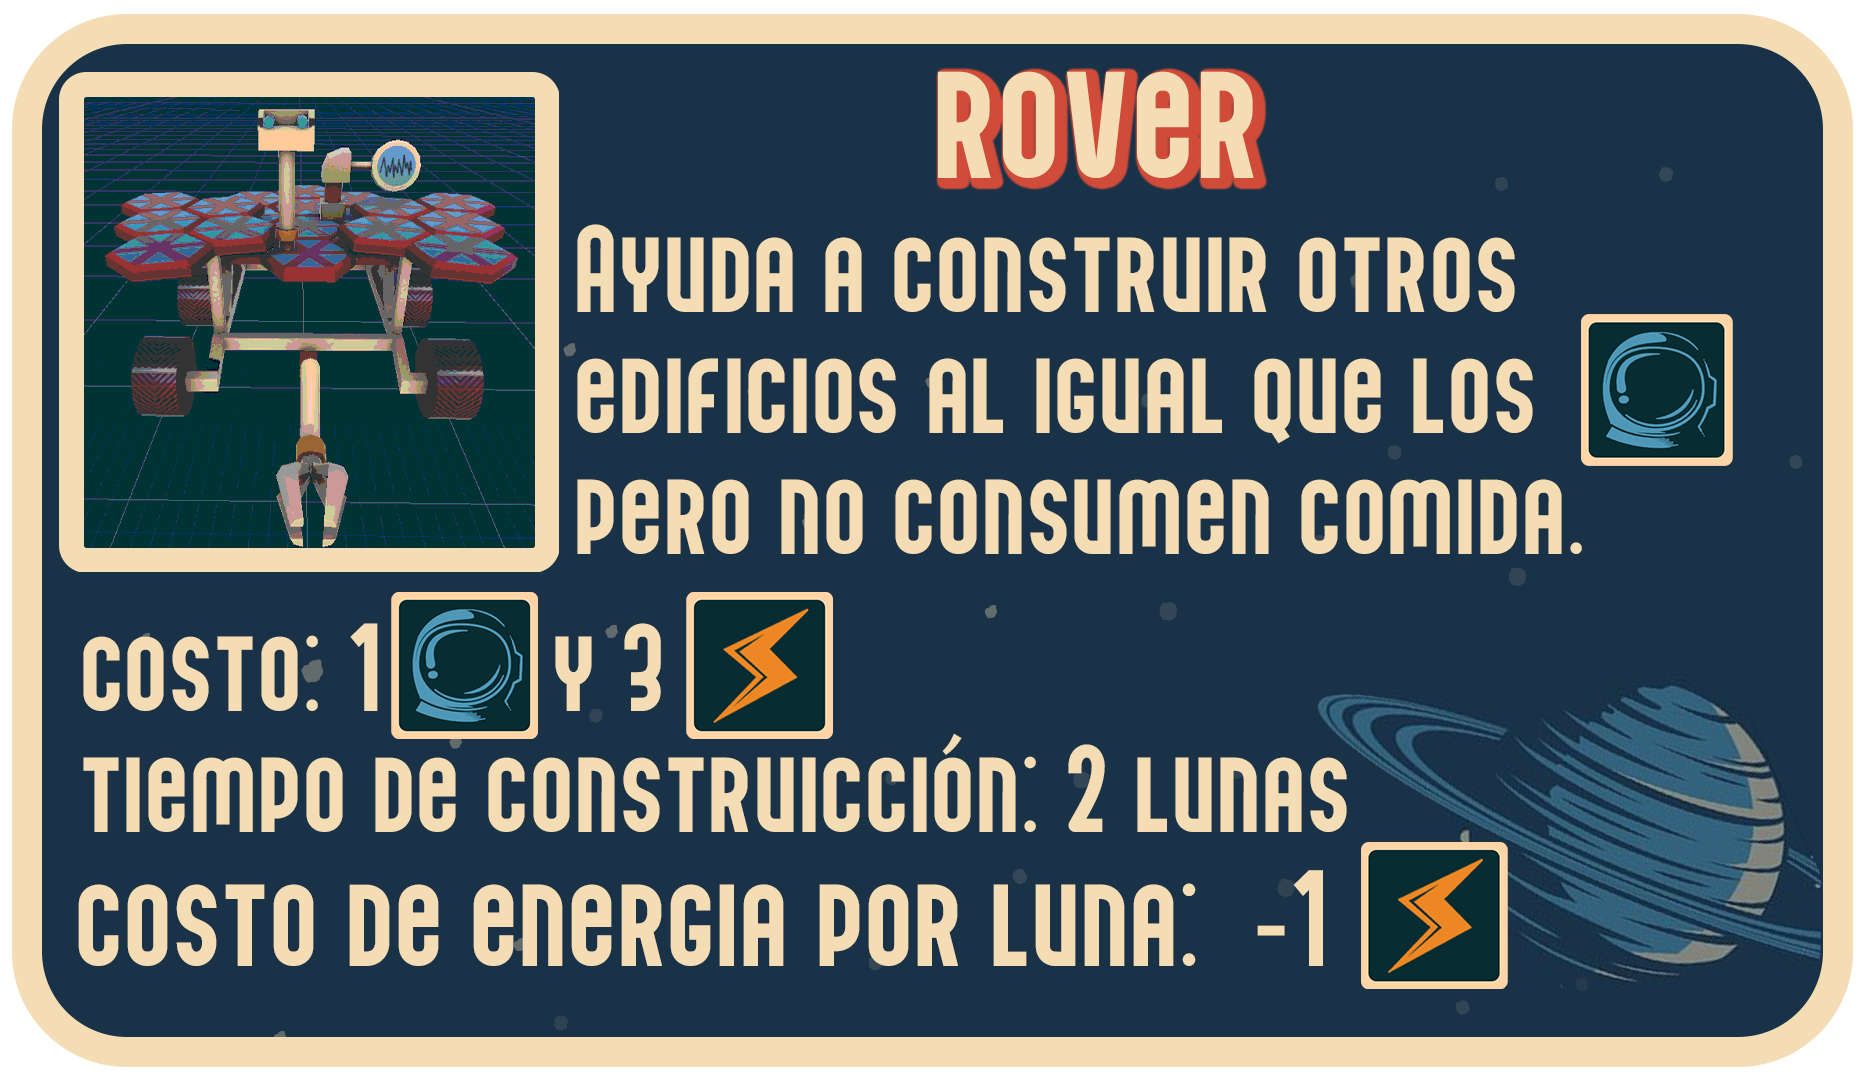 ROVER
AYUDA A CONSTRUIR OTROS
EDIFICIOS AL IGUAL QUE LOS
PERO NO CONSUMEN COMIDA.
COSTO: 1 Y 3
TIEMPO DE CONSTRUICCIÓN: 2 LUNAS
COSTO DE ENERGIA POR LUNA: -1